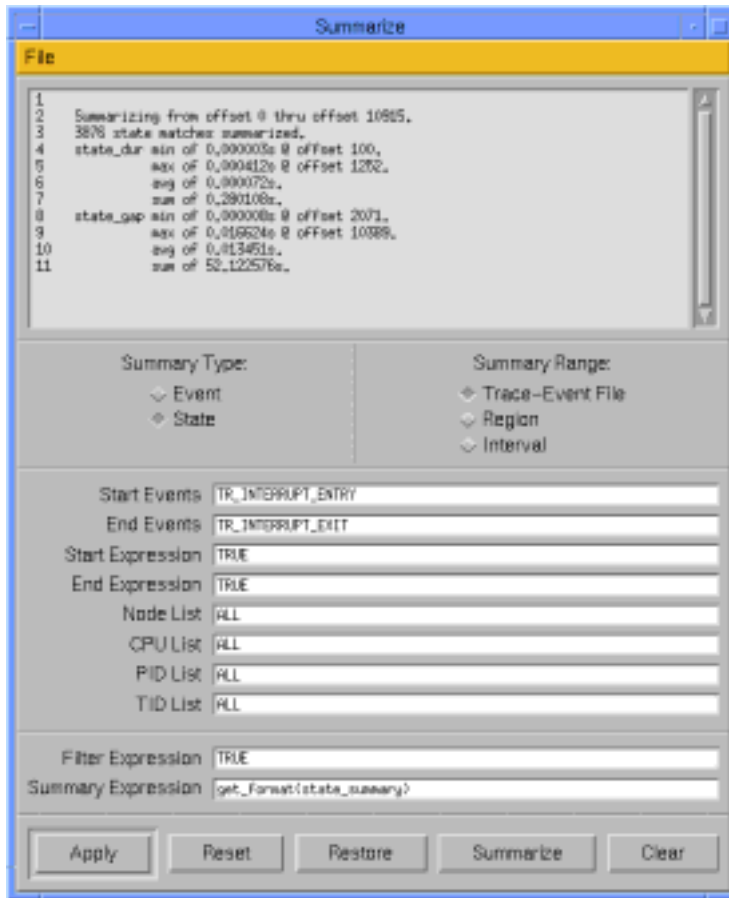 Summarize
File
1
2 Summarizing from offset 0 thru offset 10915.
3 3876 state matches summarized.
4 state_dur min of 0.000003s @ offset 100.
5 max of 0.000412s @ offset 1252.
6 avg of 0.000072s.
7 sum of 0.280108s.
8 state_gap min of 0.000008s @ offset 2071.
9 max of 0.016624s @ offset 10389.
10 avg of 0.013451s.
11 sum of 52.122576s.
Summary Type:
Event
State
Summary Range:
Trace-Event File
Region
Interval
Start Events TR_INTERRUPT_ENTRY
End Events TR_INTERRUPT_EXIT
Start Expression TRUE
End Expression TRUE
Node List ALL
CPU List ALL
PID List ALL
TID List ALL
Filter Expression TRUE
Summary Expression get_format(state_summary)
Apply Reset Restore Summarize Clear